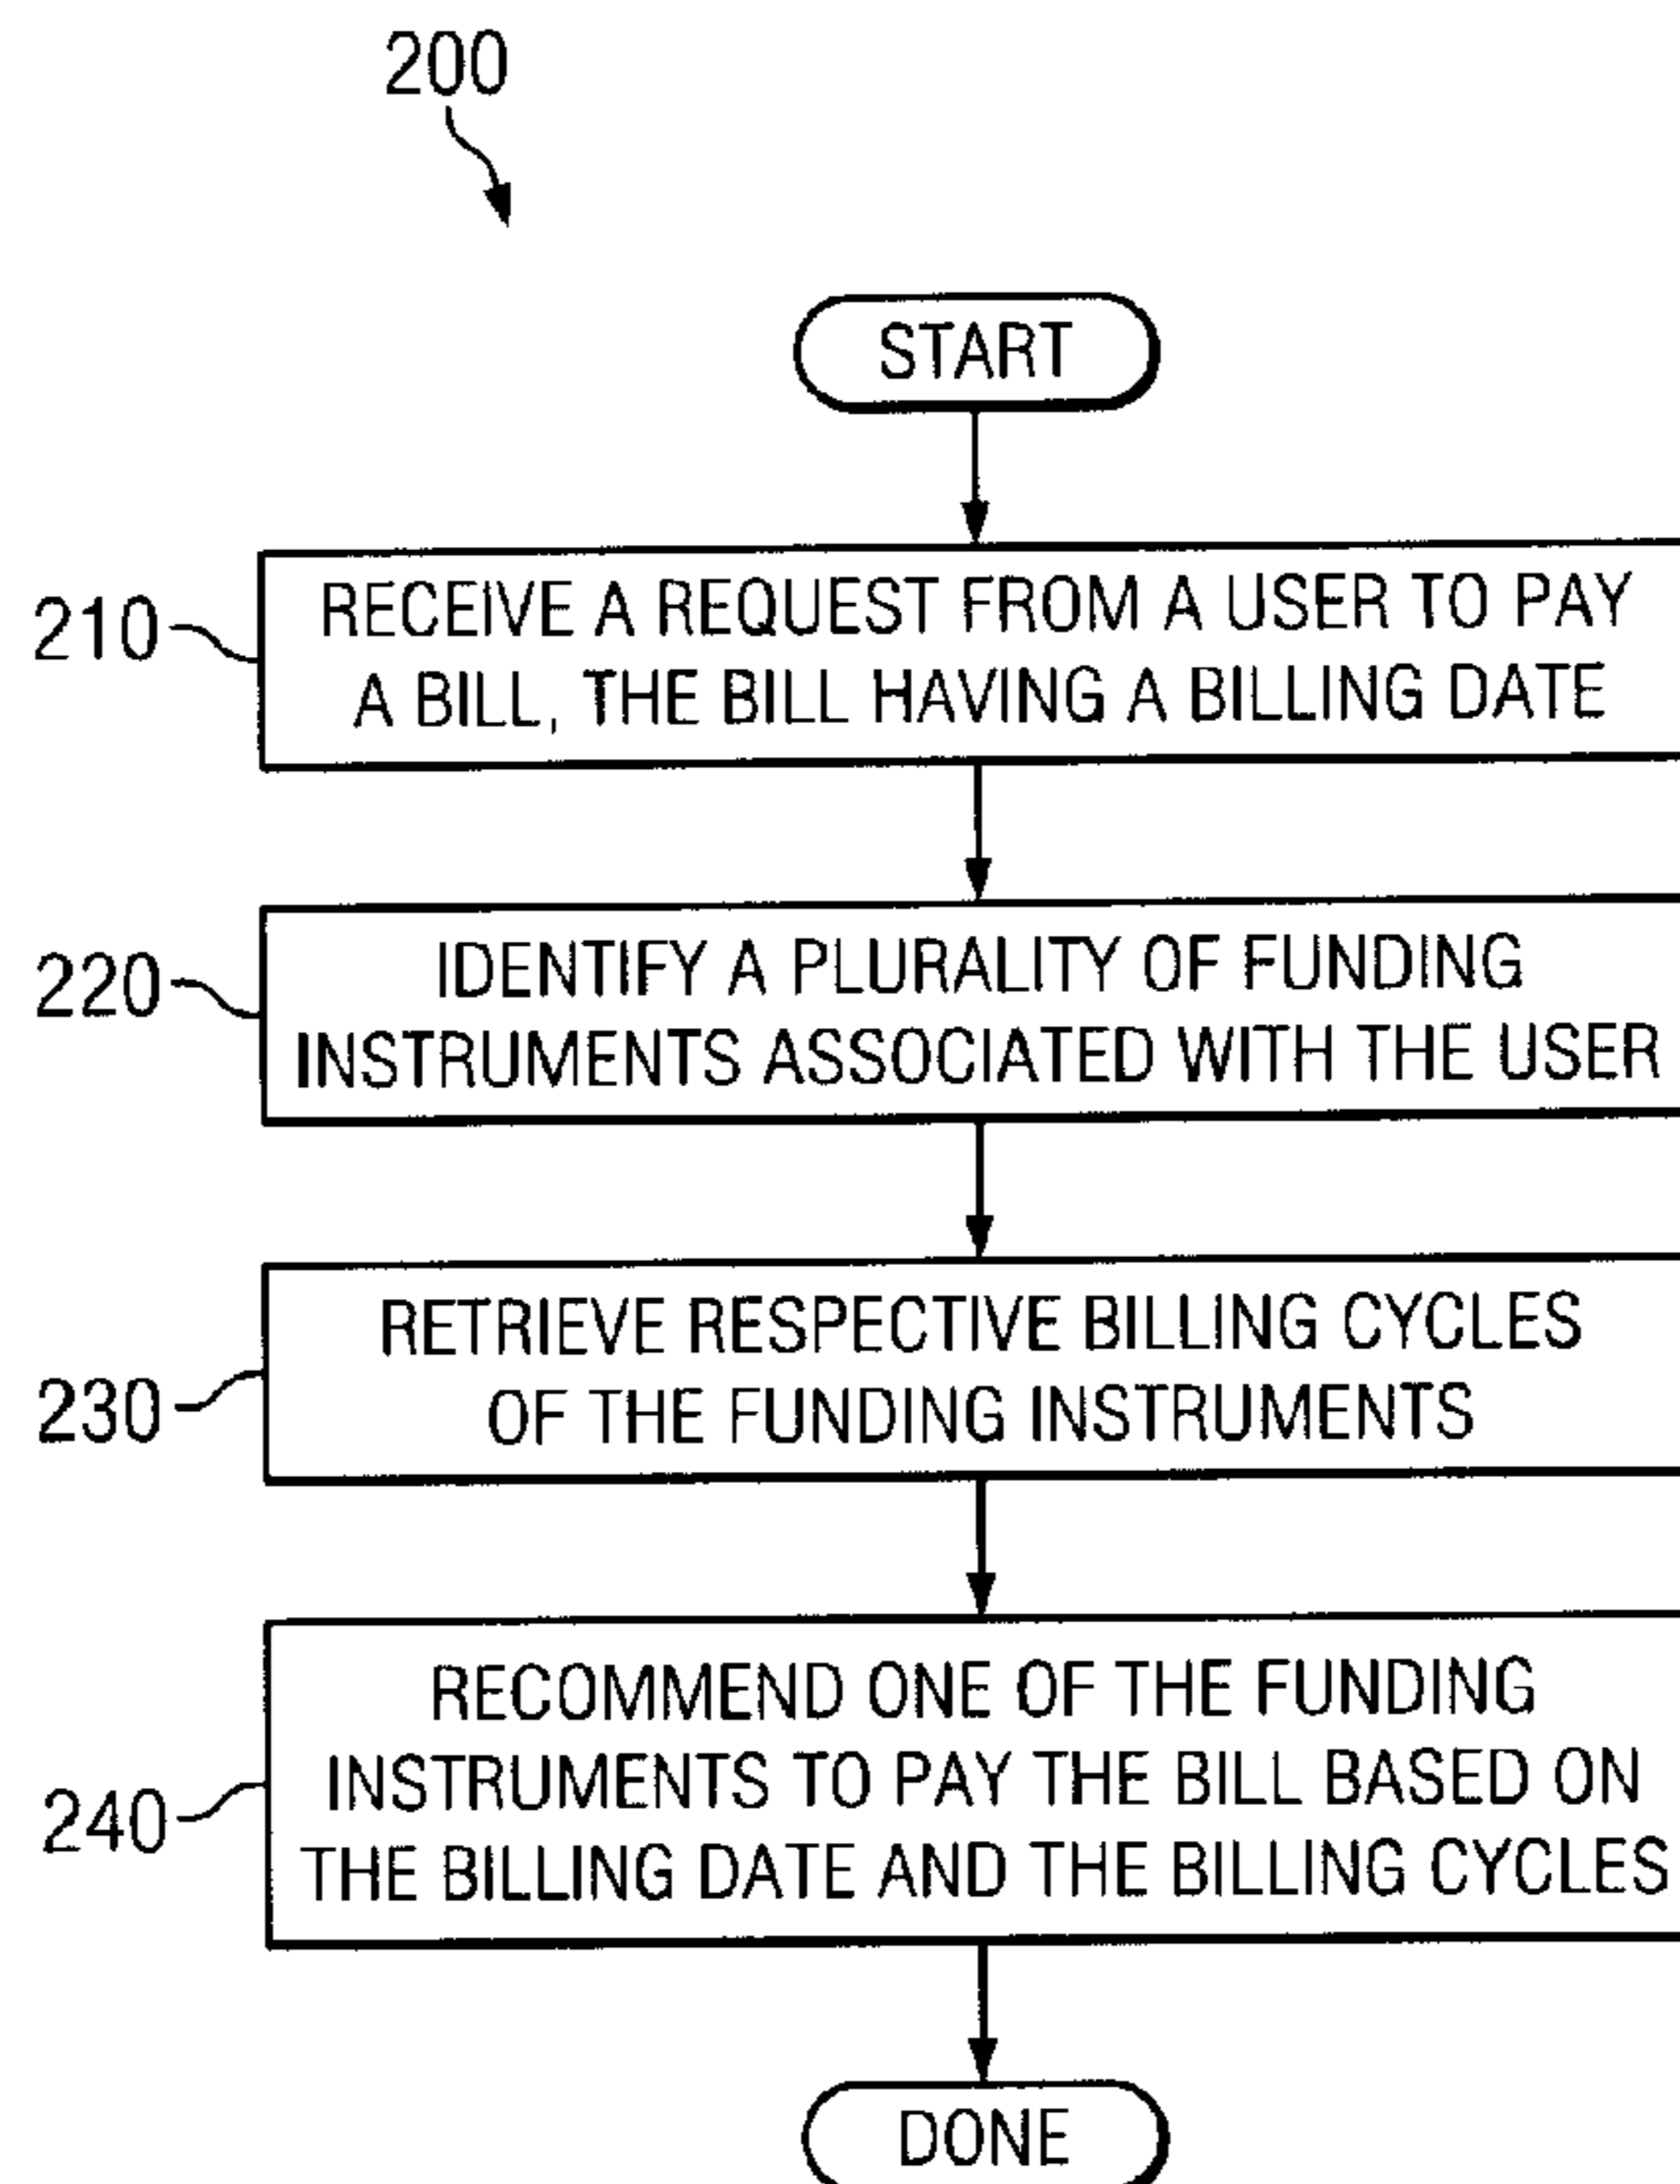 200
START
210
RECEIVE A REQUEST FROM A USER TO PAY
A BILL, THE BILL HAVING A BILLING DATE
220
IDENTIFY A PLURALITY OF FUNDING
INSTRUMENTS ASSOCIATED WITH THE USER
230
RETRIEVE RESPECTIVE BILLING CYCLES
OF THE FUNDING INSTRUMENTS
240
RECOMMEND ONE OF THE FUNDING
INSTRUMENTS TO PAY THE BILL BASED ON
THE BILLING DATE AND THE BILLING CYCLES
DONE